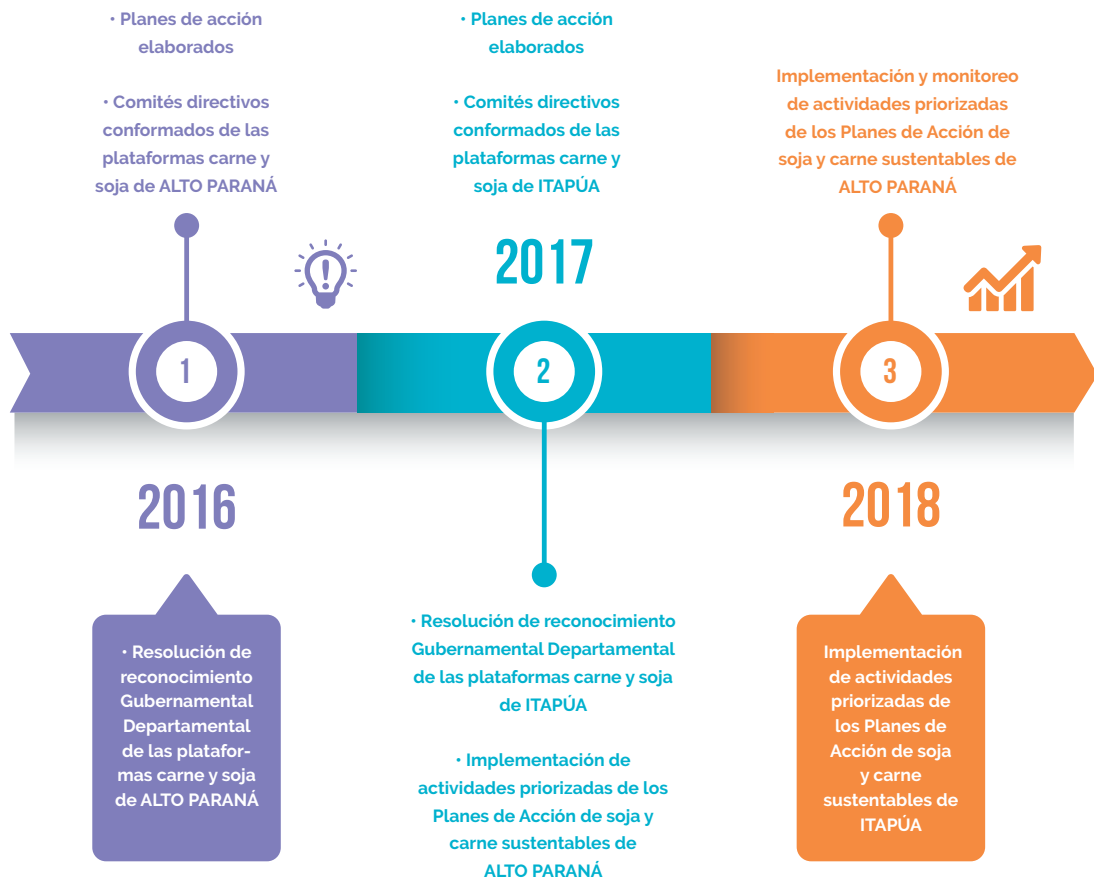 • Planes de acción
elaborados
• Comités directivos
conformados de las
plataformas carne y
soja de ALTO PARANÁ
• Planes de acción
elaborados
• Comités directivos
conformados de las
plataformas carne y
soja de ITAPÚA
2017
Implementación y monitoreo
de actividades priorizadas
de los Planes de Acción de
soja y carne sustentables de
ALTO PARANÁ
1
2
3
2016
• Resolución de
reconocimiento
Gubernamental
Departamental
de las platafor-
mas carne y soja
de ALTO PARANÁ
• Resolución de reconocimiento
Gubernamental Departamental
de las plataformas carne y soja
de ITAPÚA
• Implementación de
actividades priorizadas de los
Planes de Acción de soja y
carne sustentables de
ALTO PARANÁ
2018
Implementación
de actividades
priorizadas de
los Planes de
Acción de soja
y carne
sustentables de
ITAPÚA